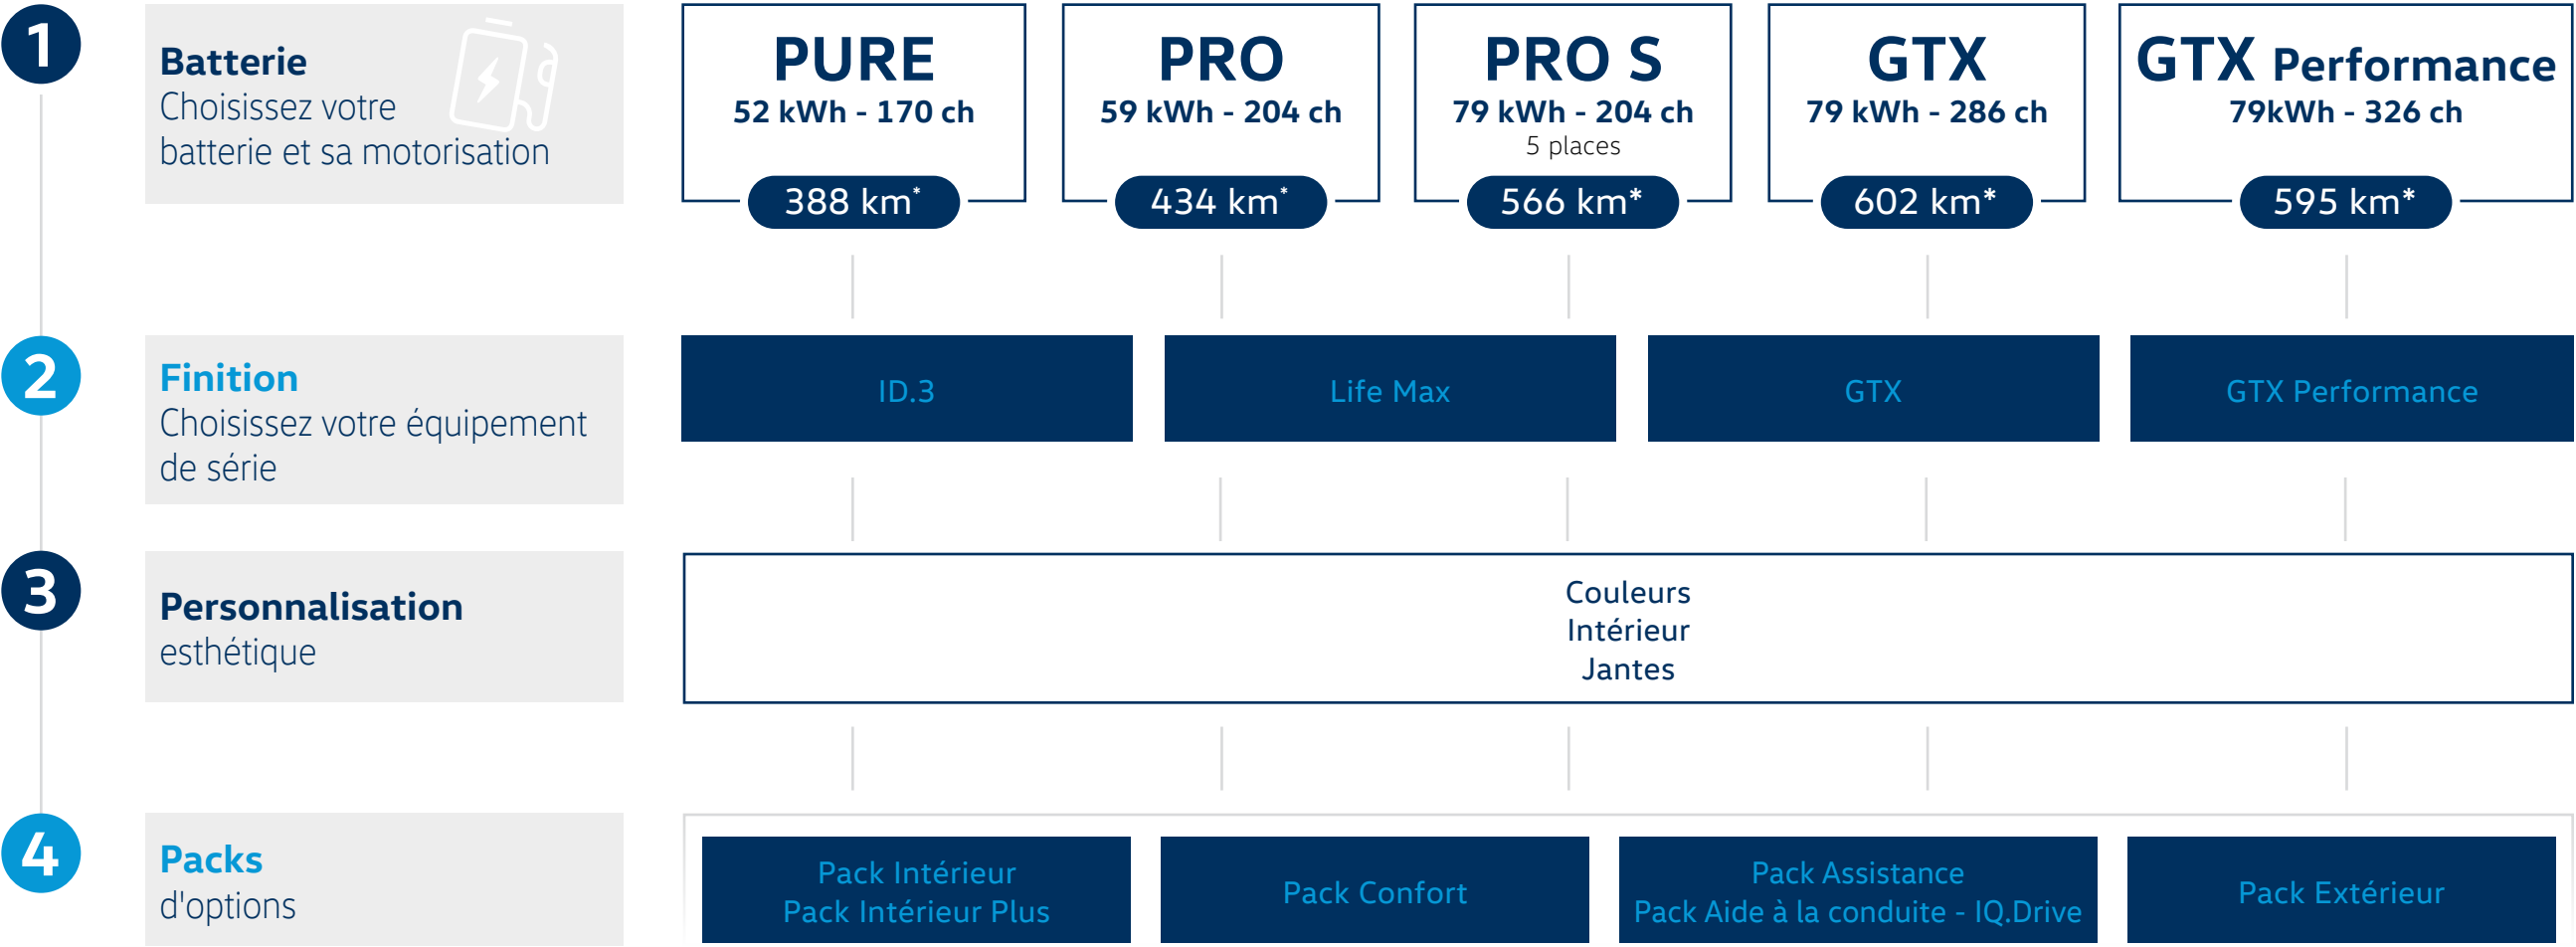 1
Batterie
Choisissez votre
batterie et sa motorisation
PURE
52 kWh - 170 ch
388 km*
PRO
59 kWh - 204 ch
434 km*
PRO S
79 kWh - 204 ch
5 places
566 km*
GTX
79 kWh - 286 ch
602 km*
GTX Performance
79kWh - 326 ch
595 km*
2
Finition
Choisissez votre équipement
de série
ID.3
Life Max
GTX
GTX Performance
3
Personnalisation
esthétique
Couleurs
Intérieur
Jantes
4
Packs
d'options
Pack Intérieur
Pack Intérieur Plus
Pack Confort
Pack Assistance
Pack Aide à la conduite - IQ.Drive
Pack Extérieur